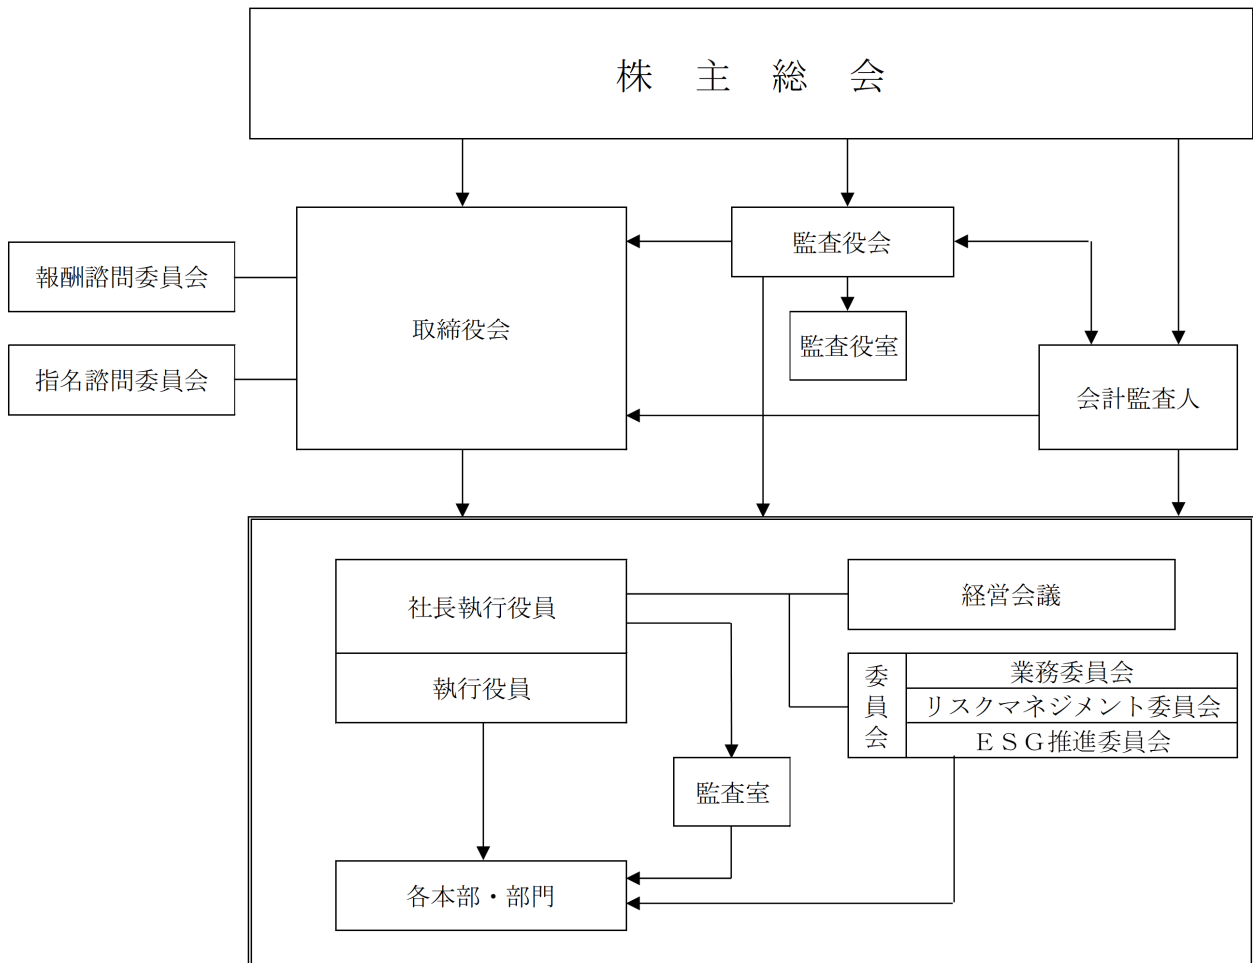 株　主　総　会
監査役会
報酬諮問委員会
取締役会
監査役室
指名諮問委員会
会計監査人
社長執行役員
経営会議
執行役員
委員会
業務委員会
リスクマネジメント委員会
ＥＳＧ推進委員会
監査室
各本部・部門